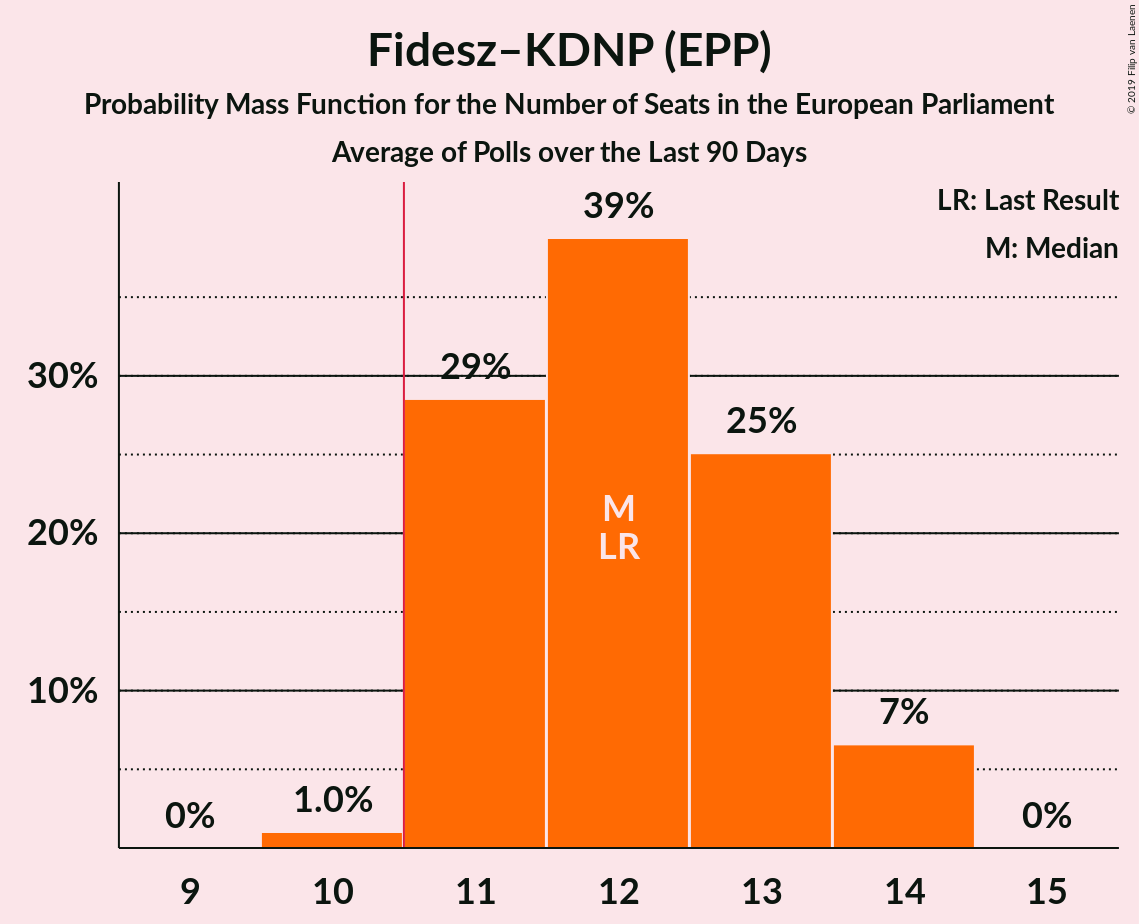 Fidesz–KDNP (EPP)
Probability Mass Function for the Number of Seats in the European Parliament
Average of Polls over the Last 90 Days
© 2019 Filip van Laenen
LR: Last Result
M: Median
39%
29%
25%
7%
1.0%
0%
0%
M
LR
30%
20%
10%
9 10 11 12 13 14 15